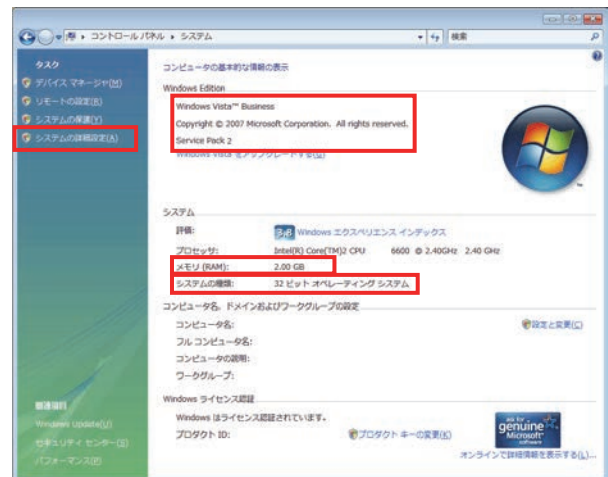 コントロール パネル ▸ システム
検索
タスク
デバイス マネージャ(M)
リモートの設定(R)
システムの保護(Y)
システムの詳細設定(A)
コンピュータの基本的な情報の表示
Windows Edition
Windows Vista™ Business
Copyright © 2007 Microsoft Corporation. All rights reserved.
Service Pack 2
Windows Vista をアップグレードする(U)
システム
評価: 3.8 Windows エクスペリエンス インデックス
プロセッサ: Intel(R) Core(TM)2 CPU 6600 @ 2.40GHz 2.40 GHz
メモリ (RAM): 2.00 GB
システムの種類: 32 ビット オペレーティング システム
コンピュータ名、ドメインおよびワークグループの設定
コンピュータ名: 設定と変更(C)
フル コンピュータ名:
コンピュータの説明:
ワークグループ:
Windows ライセンス認証
Windows はライセンス認証されています。
プロダクト ID: プロダクト キーの変更(K)
ask for
genuine
Microsoft
software
オンラインで詳細情報を表示する(L)...
関連項目
Windows Update(U)
セキュリティ センター(S)
パフォーマンス(P)